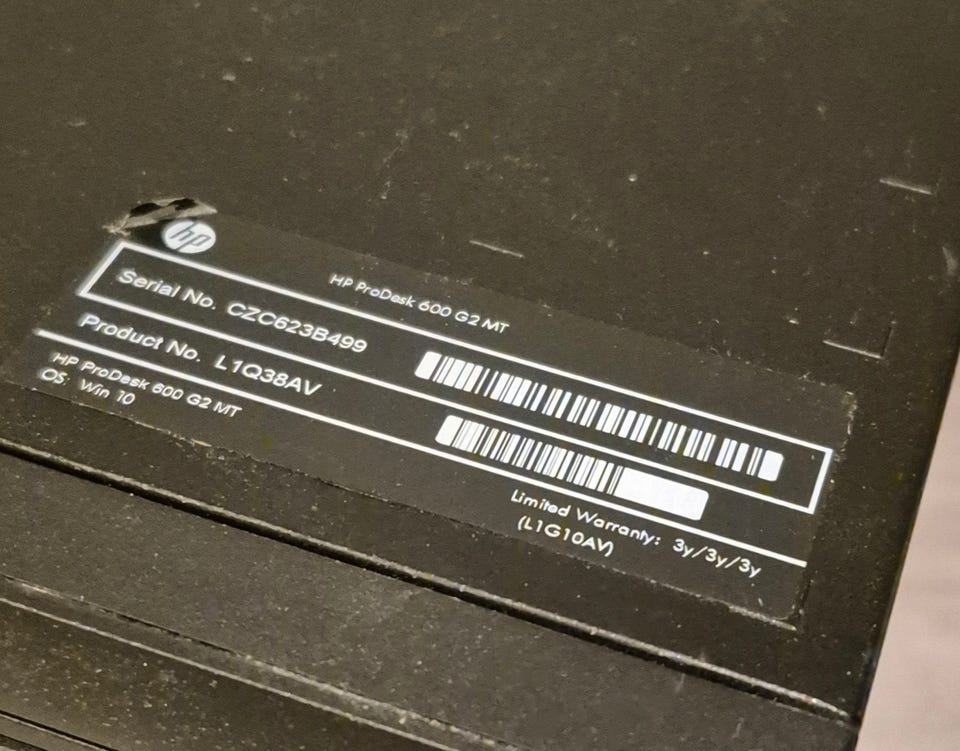 hp
HP ProDesk 600 G2 MT
Serial No. CZC623B499
Product No. L1Q38AV
HP ProDesk 600 G2 MT
OS: Win 10
Limited Warranty: 3y/3y/3y
(L1G10AV)